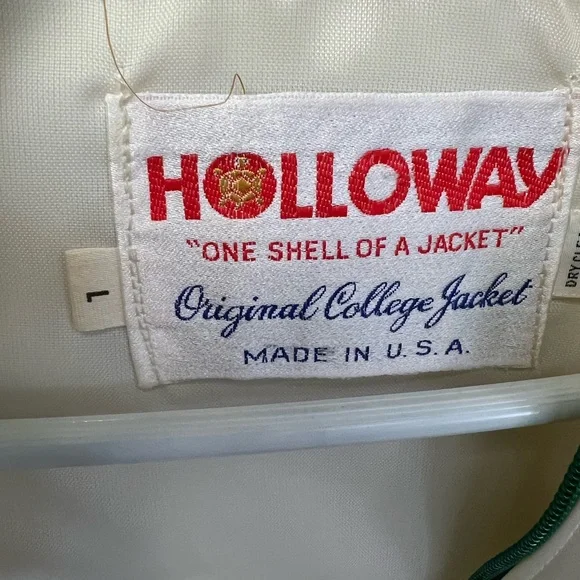 HOLLOWAY
"ONE SHELL OF A JACKET"
Original College Jacket
MADE IN U.S.A.
L